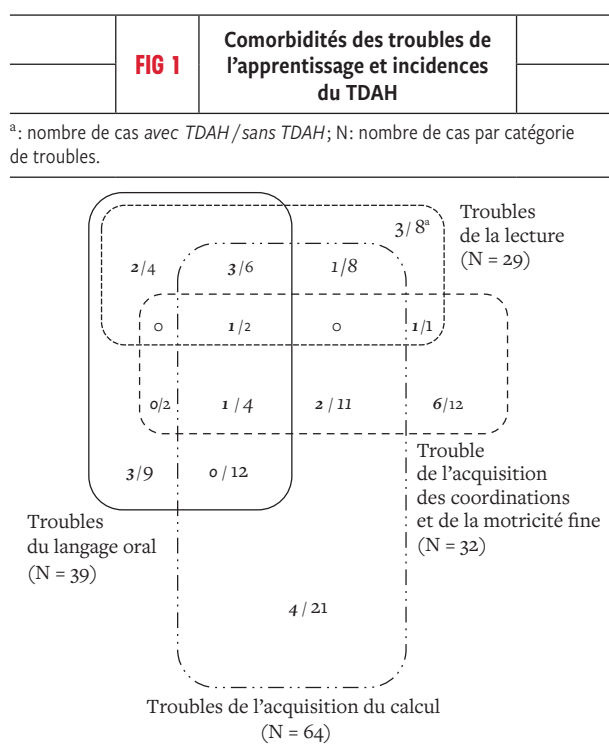 FIG 1
Comorbidités des troubles de
l'apprentissage et incidences
du TDAH
a: nombre de cas avec TDAH/sans TDAH; N: nombre de cas par catégorie
de troubles.
3/8a
Troubles
de la lecture
(N = 29)
2/4
3/6
1/8
0
1/2
0
1/1
0/2
1/4
2/11
6/12
3/9
0/12
Trouble
de l'acquisition
des coordinations
et de la motricité fine
(N = 32)
Troubles
du langage oral
(N = 39)
4/21
Troubles de l'acquisition du calcul
(N = 64)